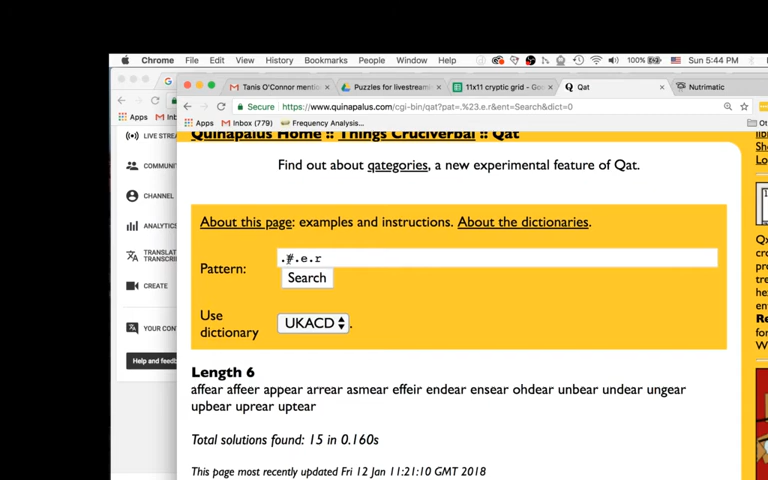 Chrome File Edit View History Bookmarks People Window Help 100% Sun 5:44 PM
G
M Tanis O'Connor mentio × Puzzles for livestream × 11x11 cryptic grid - Goo × Qat × Nutrimatic
Secure https://www.quinapalus.com/cgi-bin/qat?pat=.%23.e.r&ent=Search&dict=0
Apps Inbox (779) Frequency Analysis... Ot
Apps
Quinapalus Home :: Things Cruciverbal :: Qat
LIVE STREA
Find out about qategories, a new experimental feature of Qat.
COMMUNI
CHANNEL
ANALYTICS
TRANSLAT
TRANSCRI
CREATE
YOUR CON
Help and feedb
About this page: examples and instructions. About the dictionaries.
Pattern: .#.e.r
Search
Use
dictionary UKACD .
Length 6
affear affeer appear arrear asmear effeir endear ensear ohdear unbear undear ungear
upbear uprear uptear
Total solutions found: 15 in 0.160s
This page most recently updated Fri 12 Jan 11:21:10 GMT 2018